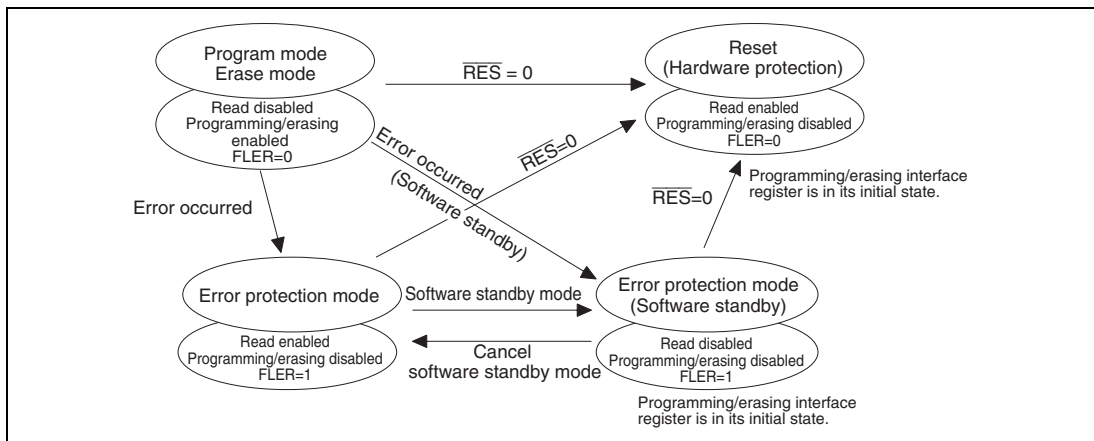 Program mode
Erase mode
Read disabled
Programming/erasing
enabled
FLER=0
R̅E̅S̅ = 0
Reset
(Hardware protection)
Read enabled
Programming/erasing disabled
FLER=0
Programming/erasing interface
register is in its initial state.
Error occurred
Error occurred
(Software standby)
R̅E̅S̅=0
R̅E̅S̅=0
Error protection mode
Read enabled
Programming/erasing disabled
FLER=1
Software standby mode
Cancel
software standby mode
Error protection mode
(Software standby)
Read disabled
Programming/erasing disabled
FLER=1
Programming/erasing interface
register is in its initial state.